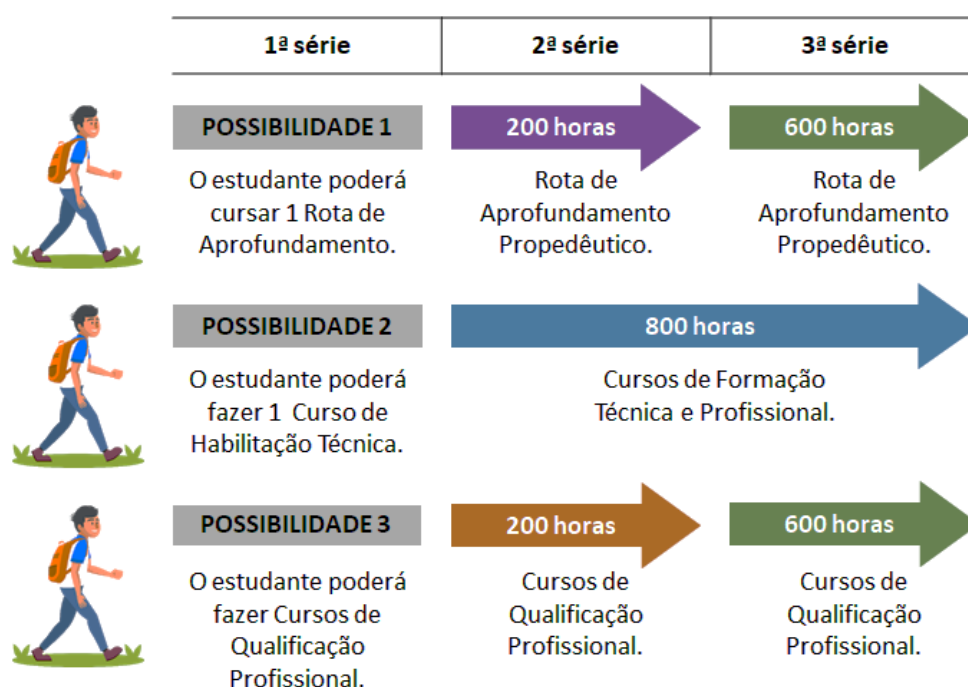 1ª série 2ª série 3ª série
POSSIBILIDADE 1
O estudante poderá
cursar 1 Rota de
Aprofundamento.
200 horas
Rota de
Aprofundamento
Propedêutico.
600 horas
Rota de
Aprofundamento
Propedêutico.
POSSIBILIDADE 2
O estudante poderá
fazer 1 Curso de
Habilitação Técnica.
800 horas
Cursos de Formação
Técnica e Profissional.
POSSIBILIDADE 3
O estudante poderá
fazer Cursos de
Qualificação
Profissional.
200 horas
Cursos de
Qualificação
Profissional.
600 horas
Cursos de
Qualificação
Profissional.